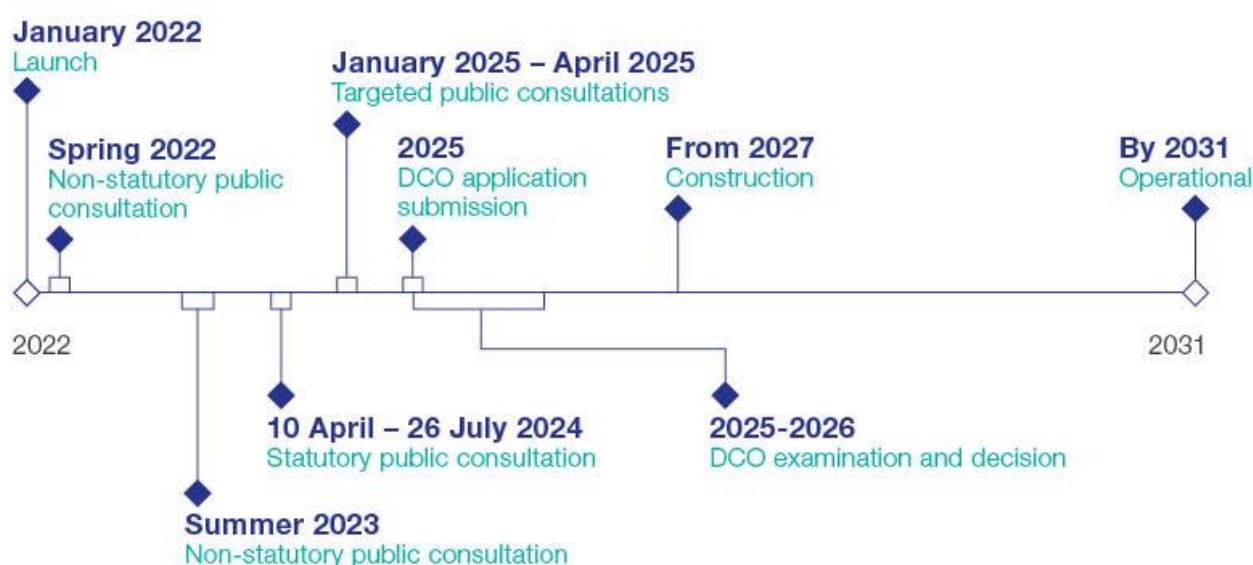 January 2022
Launch
January 2025 – April 2025
Targeted public consultations
Spring 2022
Non-statutory public
consultation
2025
DCO application
submission
From 2027
Construction
By 2031
Operational
2022
2031
10 April – 26 July 2024
Statutory public consultation
2025-2026
DCO examination and decision
Summer 2023
Non-statutory public consultation